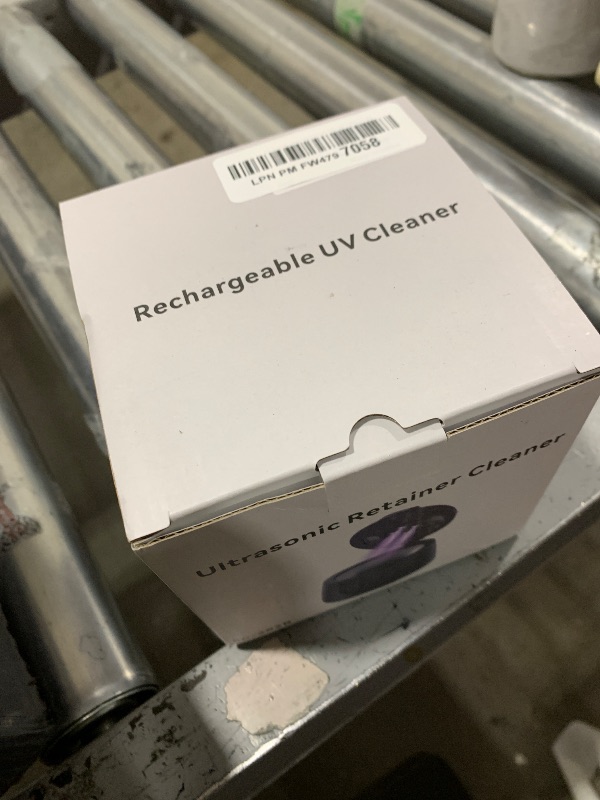 LPN PM FW479 7058
Rechargeable UV Cleaner
Ultrasonic Retainer Cleaner